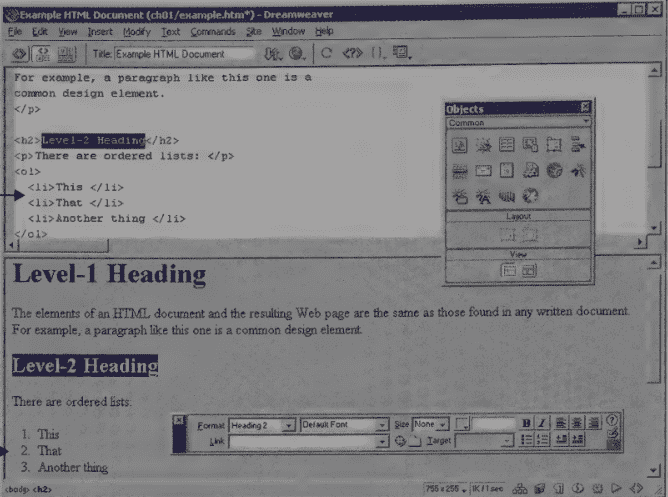 Example HTML Document (ch01/example.htm*) - Dreamweaver
File Edit View Insert Modify Text Commands Site Window Help
Title: Example HTML Document
For example, a paragraph like this one is a
common design element.
</p>
<h2>Level-2 Heading</h2>
<p>There are ordered lists: </p>
<ol>
<li>This </li>
<li>That </li>
<li>Another thing </li>
</ol>
Objects
Common
Layout
View
Level-1 Heading
The elements of an HTML document and the resulting Web page are the same as those found in any written document.
For example, a paragraph like this one is a common design element.
Level-2 Heading
There are ordered lists:
1. This
2. That
3. Another thing
Format Heading 2 Default Font Size None B I
Link Target
<body> <h2> 755 x 255 1K / 1 sec